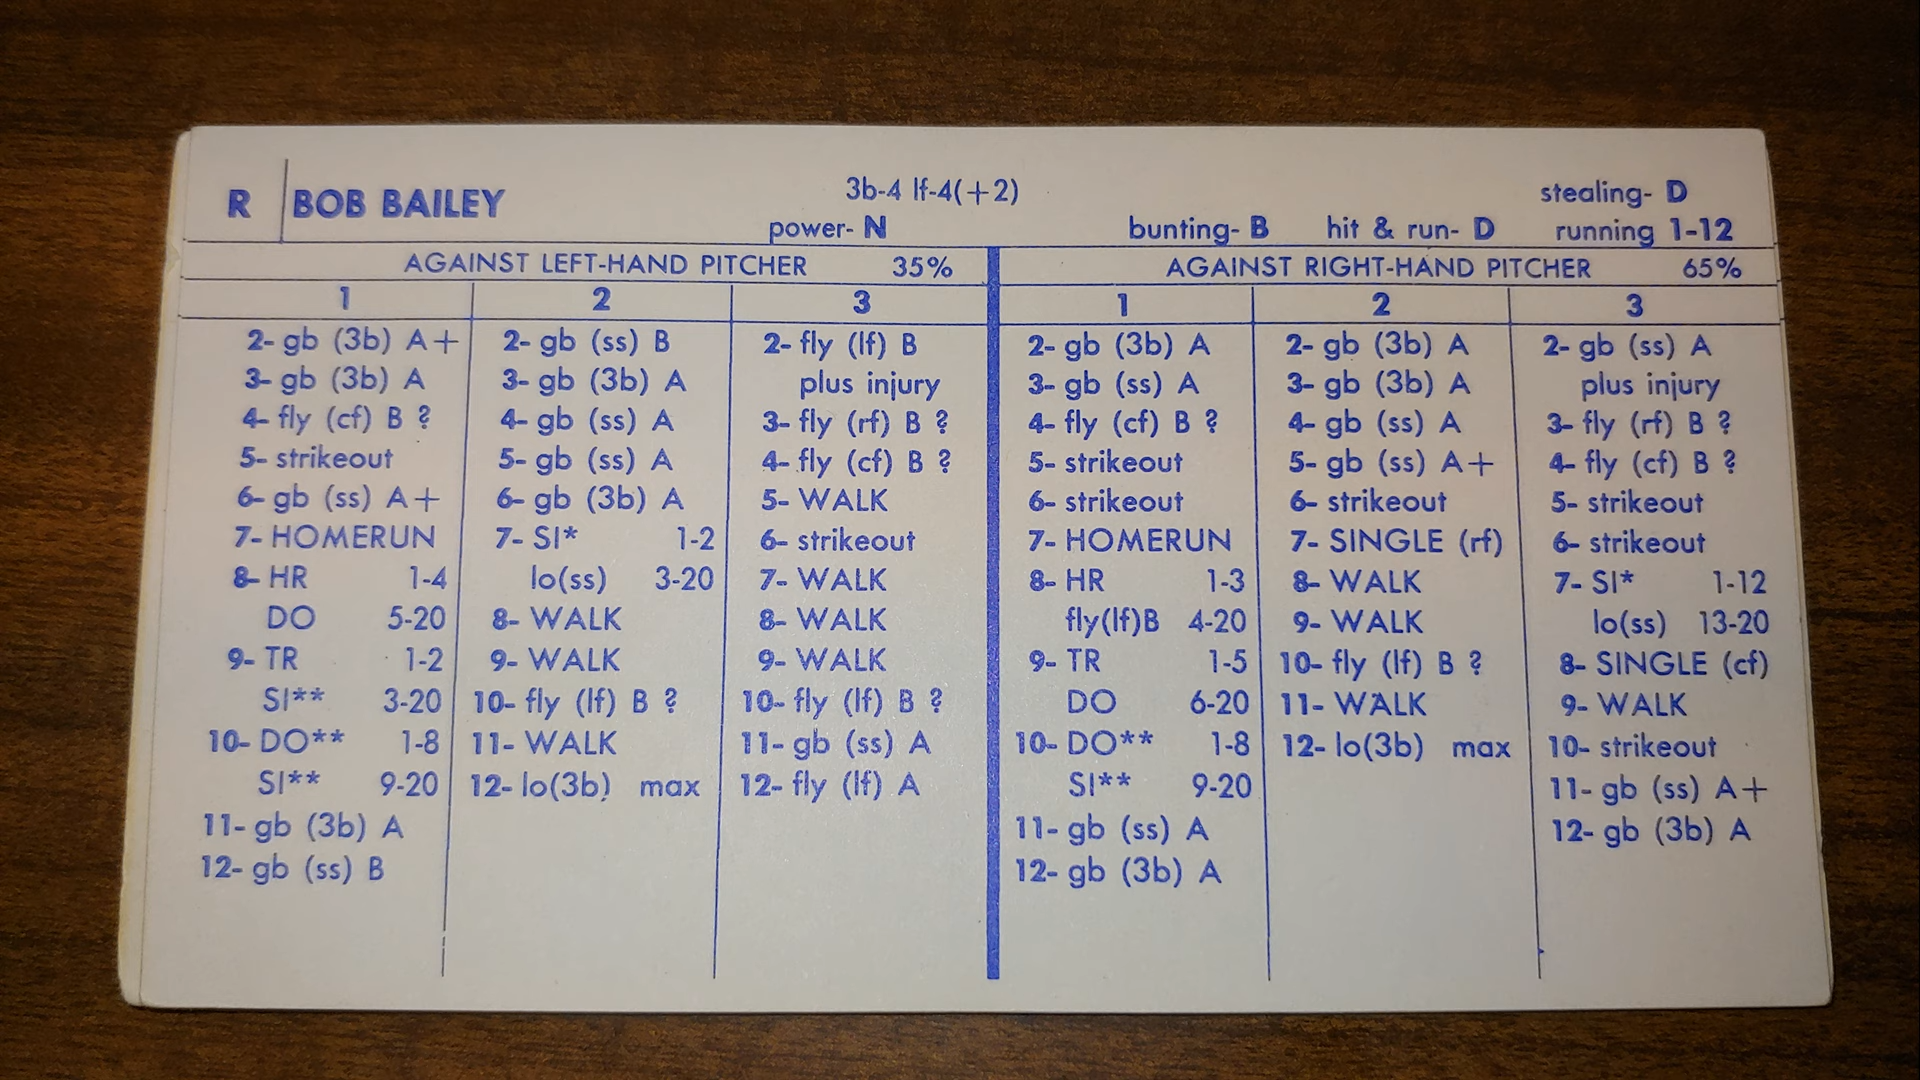 R BOB BAILEY
3b-4 lf-4(+2)
power- N
bunting- B hit & run- D
stealing- D
running 1-12
AGAINST LEFT-HAND PITCHER 35%
1
2- gb (3b) A+
3- gb (3b) A
4- fly (cf) B ?
5- strikeout
6- gb (ss) A+
7- HOMERUN
8- HR 1-4
DO 5-20
9- TR 1-2
SI** 3-20
10- DO** 1-8
SI** 9-20
11- gb (3b) A
12- gb (ss) B
2
2- gb (ss) B
3- gb (3b) A
4- gb (ss) A
5- gb (ss) A
6- gb (3b) A
7- SI* 1-2
lo(ss) 3-20
8- WALK
9- WALK
10- fly (lf) B ?
11- WALK
12- lo(3b) max
3
2- fly (lf) B
plus injury
3- fly (rf) B ?
4- fly (cf) B ?
5- WALK
6- strikeout
7- WALK
8- WALK
9- WALK
10- fly (lf) B ?
11- gb (ss) A
12- fly (lf) A
AGAINST RIGHT-HAND PITCHER 65%
1
2- gb (3b) A
3- gb (ss) A
4- fly (cf) B ?
5- strikeout
6- strikeout
7- HOMERUN
8- HR 1-3
fly(lf)B 4-20
9- TR 1-5
DO 6-20
10- DO** 1-8
SI** 9-20
11- gb (ss) A
12- gb (3b) A
2
2- gb (3b) A
3- gb (3b) A
4- gb (ss) A
5- gb (ss) A+
6- strikeout
7- SINGLE (rf)
8- WALK
9- WALK
10- fly (lf) B ?
11- WALK
12- lo(3b) max
3
2- gb (ss) A
plus injury
3- fly (rf) B ?
4- fly (cf) B ?
5- strikeout
6- strikeout
7- SI* 1-12
lo(ss) 13-20
8- SINGLE (cf)
9- WALK
10- strikeout
11- gb (ss) A+
12- gb (3b) A